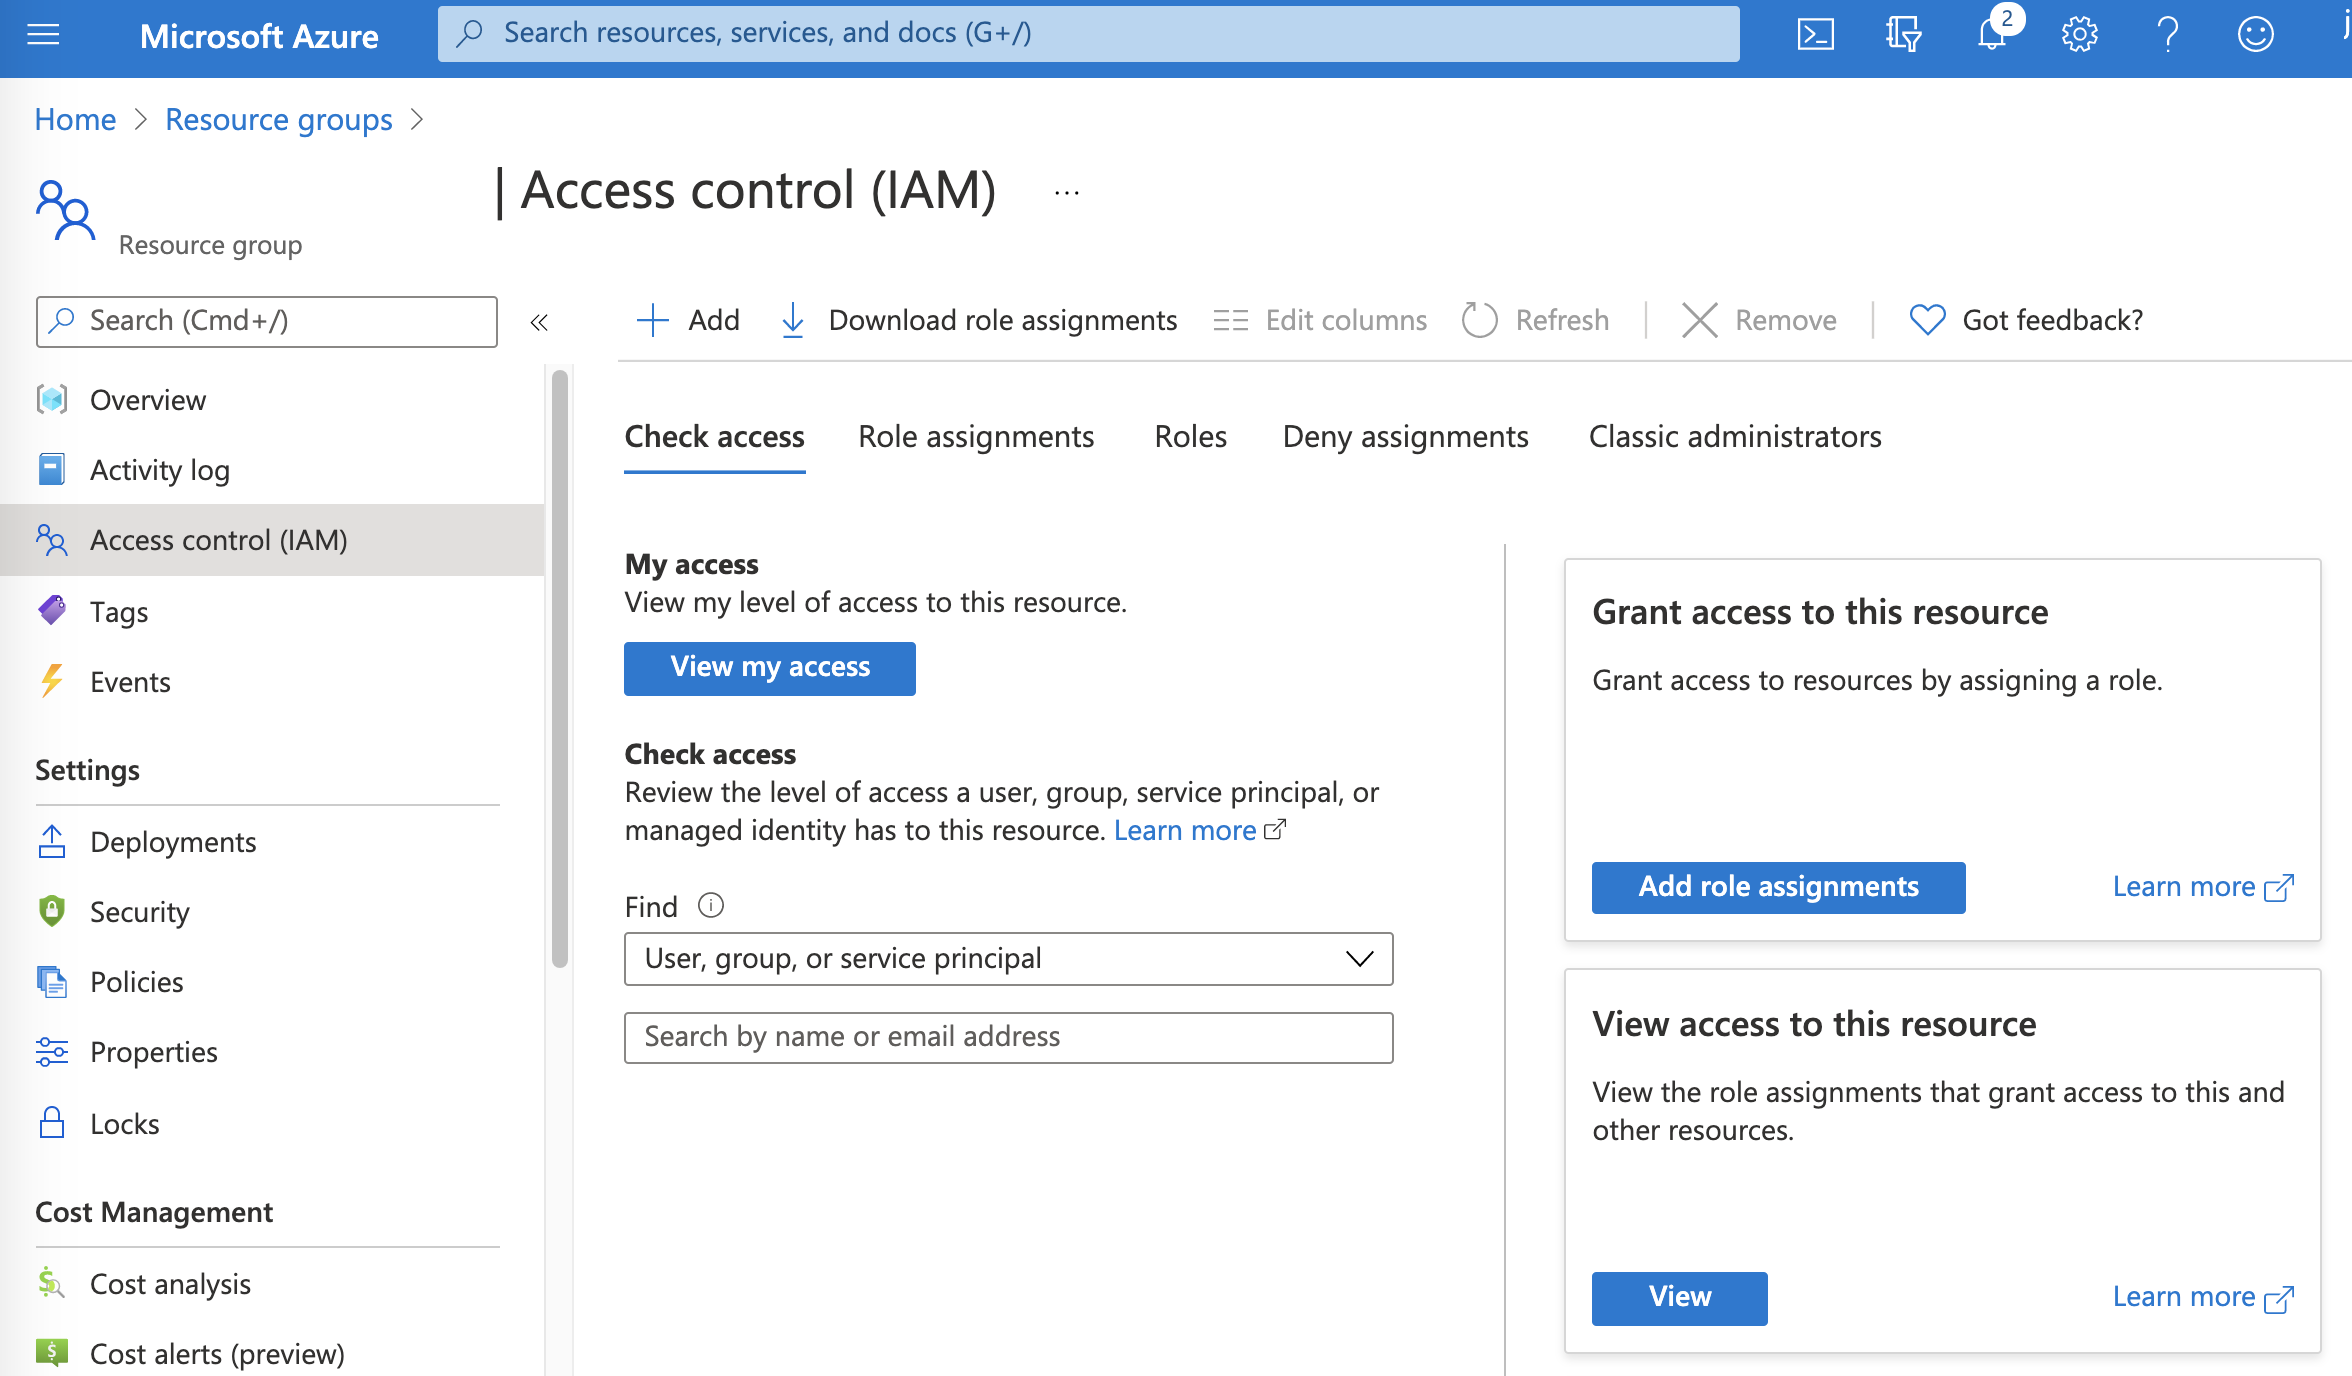 Microsoft Azure
Search resources, services, and docs (G+/)
2
Home > Resource groups >
| Access control (IAM) ...
Resource group
Search (Cmd+/)
«
Add
Download role assignments
Edit columns
Refresh
Remove
Got feedback?
Overview
Activity log
Access control (IAM)
Tags
Events
Settings
Deployments
Security
Policies
Properties
Locks
Cost Management
Cost analysis
Cost alerts (preview)
Check access
Role assignments
Roles
Deny assignments
Classic administrators
My access
View my level of access to this resource.
View my access
Check access
Review the level of access a user, group, service principal, or
managed identity has to this resource. Learn more
Find
User, group, or service principal
Search by name or email address
Grant access to this resource
Grant access to resources by assigning a role.
Add role assignments
Learn more
View access to this resource
View the role assignments that grant access to this and
other resources.
View
Learn more